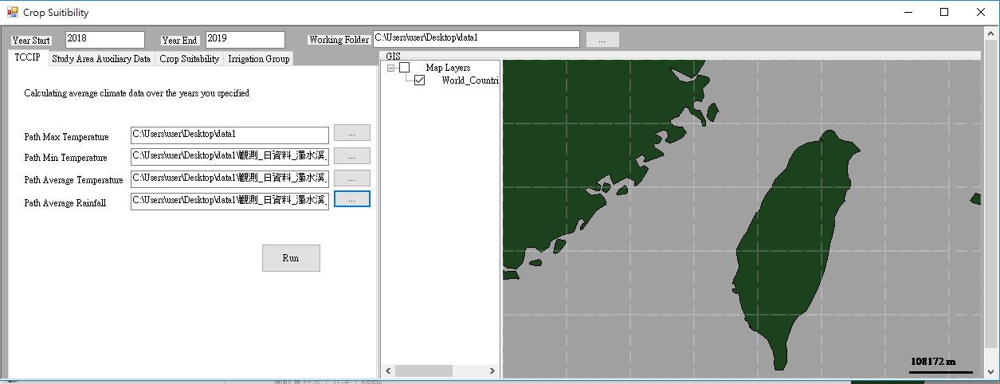 Crop Suitibility
Year Start 2018 Year End 2019 Working Folder C:\Users\user\Desktop\data1 ...
TCCIP Study Area Auxiliary Data Crop Suitability Irrigation Group
GIS
Map Layers
World_Countri
Calculating average climate data over the years you specified
Path Max Temperature C:\Users\user\Desktop\data1 ...
Path Min Temperature C:\Users\user\Desktop\data1\觀測_日資料_濁水溪_ ...
Path Average Temperature C:\Users\user\Desktop\data1\觀測_日資料_濁水溪_ ...
Path Average Rainfall C:\Users\user\Desktop\data1\觀測_日資料_濁水溪_ ...
Run
108172 m